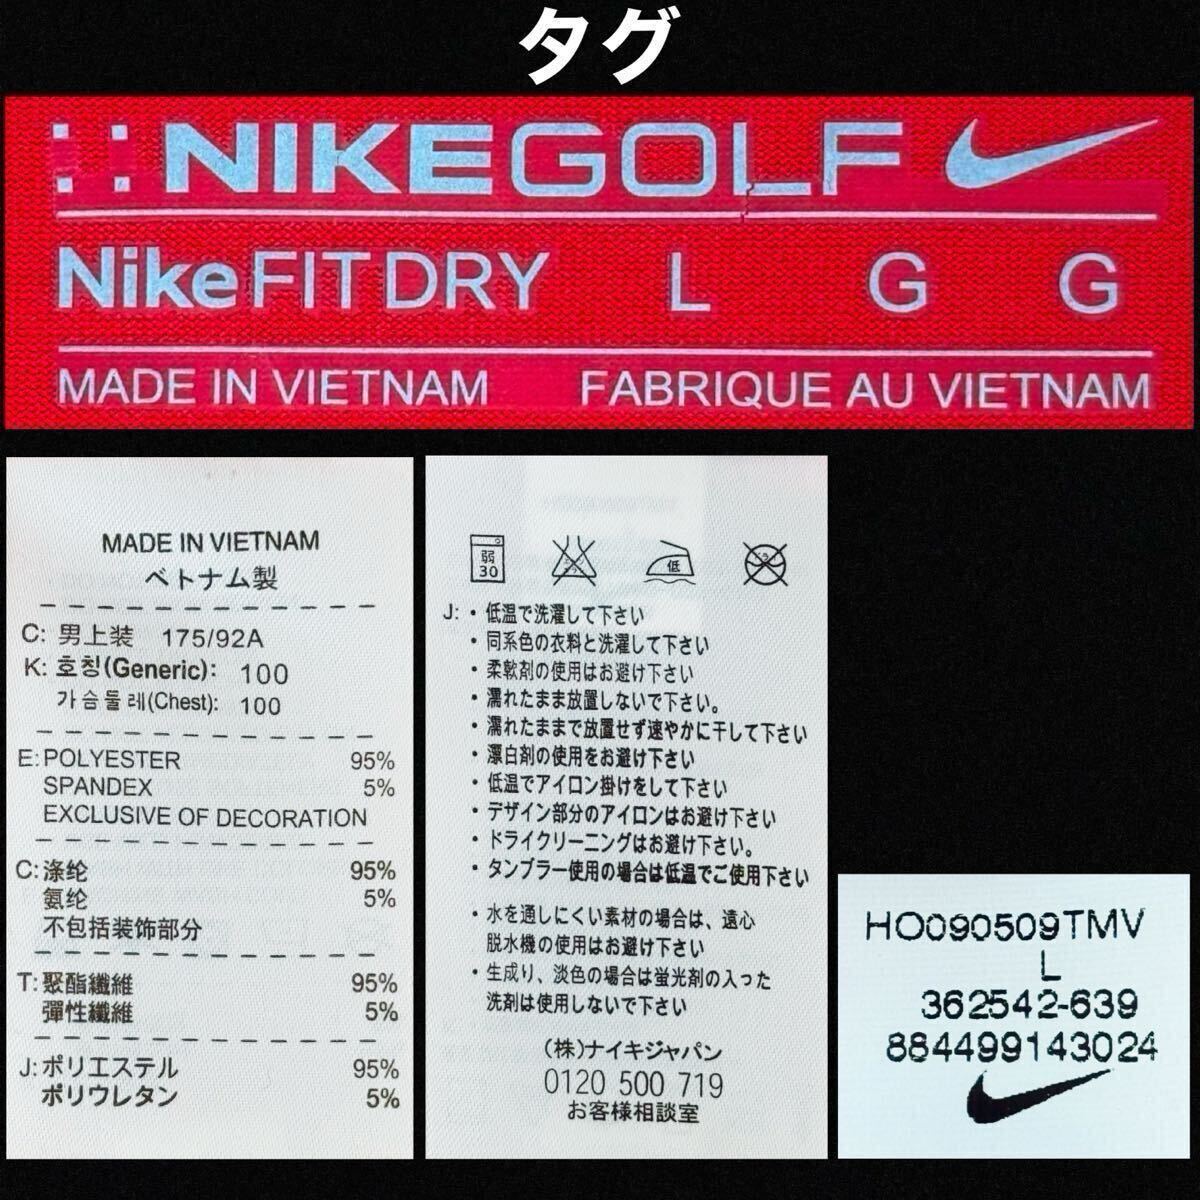 タグ
NIKEGOLF
NikeFITDRY L G G
MADE IN VIETNAM FABRIQUE AU VIETNAM
MADE IN VIETNAM
ベトナム製
C: 男上装 175/92A
K: 호칭(Generic): 100
가슴둘레(Chest): 100
E: POLYESTER 95%
SPANDEX 5%
EXCLUSIVE OF DECORATION
C: 涤纶 95%
氨纶 5%
不包括装饰部分
T: 聚酯纖維 95%
彈性纖維 5%
J: ポリエステル 95%
ポリウレタン 5%
弱 30 低
J: ・低温で洗濯して下さい
・同系色の衣料と洗濯して下さい
・柔軟剤の使用はお避け下さい
・濡れたまま放置しないで下さい。
・濡れたままで放置せず速やかに干して下さい
・漂白剤の使用をお避け下さい
・低温でアイロン掛けをして下さい
・デザイン部分のアイロンはお避け下さい
・ドライクリーニングはお避け下さい。
・タンブラー使用の場合は低温でご使用下さい
・水を通しにくい素材の場合は、遠心
脱水機の使用はお避け下さい
・生成り、淡色の場合は蛍光剤の入った
洗剤は使用しないで下さい
(株)ナイキジャパン
0120 500 719
お客様相談室
HO090509TMV
L
362542-639
884499143024